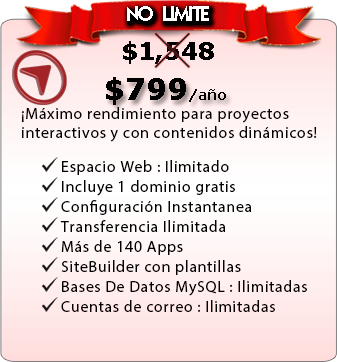 NO LIMITE
$1,548
$799/año
¡Máximo rendimiento para proyectos
interactivos y con contenidos dinámicos!
✓ Espacio Web : Ilimitado
✓ Incluye 1 dominio gratis
✓ Configuración Instantanea
✓ Transferencia Ilimitada
✓ Más de 140 Apps
✓ SiteBuilder con plantillas
✓ Bases De Datos MySQL : Ilimitadas
✓ Cuentas de correo : Ilimitadas